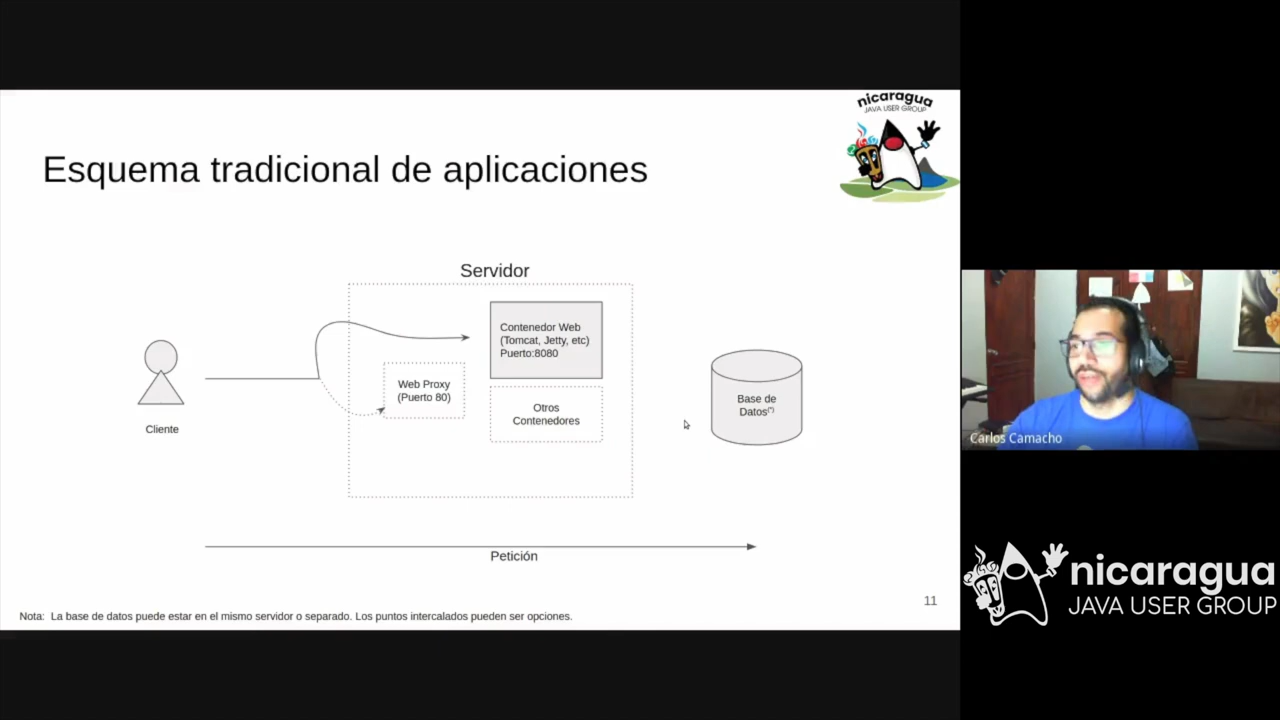 nicaragua
JAVA USER GROUP
Esquema tradicional de aplicaciones
Servidor
Contenedor Web
(Tomcat, Jetty, etc)
Puerto:8080
Web Proxy
(Puerto 80)
Otros
Contenedores
Base de
Datos(*)
Cliente
Petición
11
Nota: La base de datos puede estar en el mismo servidor o separado. Los puntos intercalados pueden ser opciones.
Carlos Camacho
nicaragua
JAVA USER GROUP